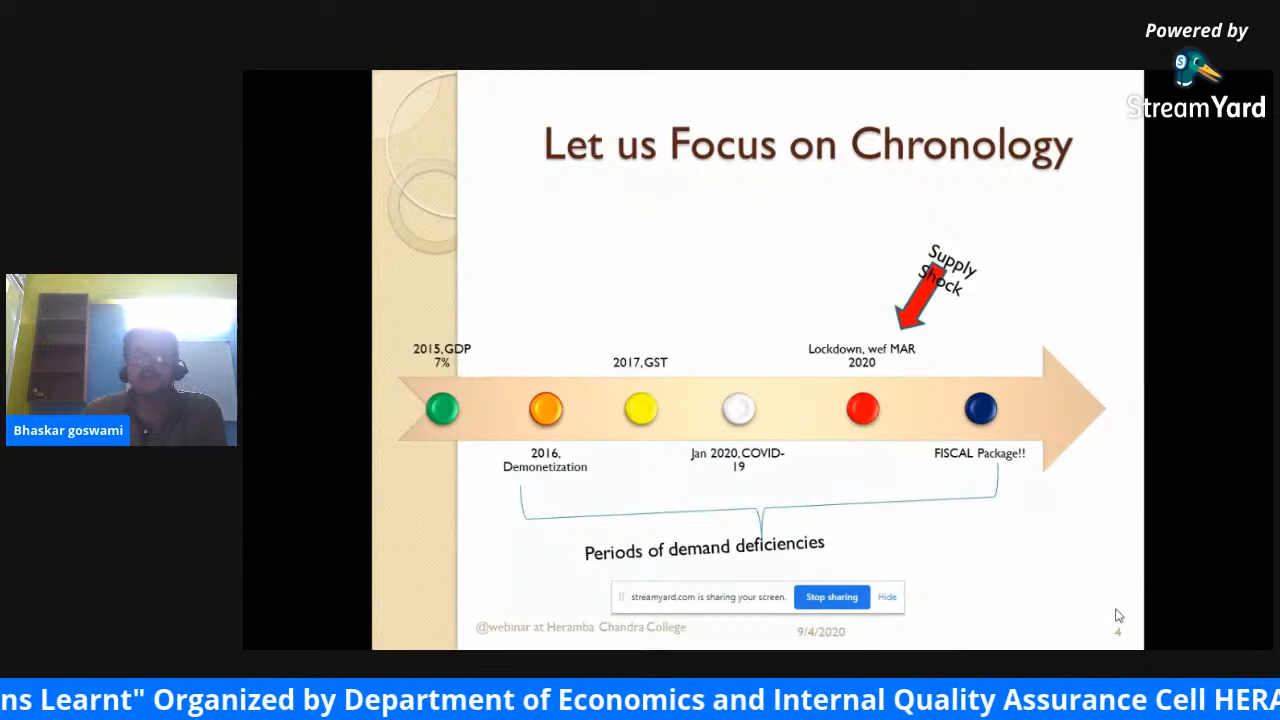 Powered by
StreamYard
Let us Focus on Chronology
Supply
Shock
2015,GDP
7%
2017,GST
Lockdown, wef MAR
2020
2016,
Demonetization
Jan 2020,COVID-
19
FISCAL Package!!
Periods of demand deficiencies
streamyard.com is sharing your screen.
Stop sharing
Hide
@webinar at Heramba Chandra College
9/4/2020
4
Bhaskar goswami
ns Learnt" Organized by Department of Economics and Internal Quality Assurance Cell HERA